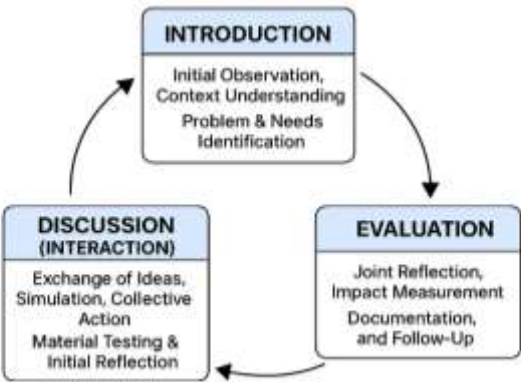 INTRODUCTION
Initial Observation,
Context Understanding
Problem & Needs
Identification
DISCUSSION
(INTERACTION)
Exchange of Ideas,
Simulation, Collective
Action
Material Testing &
Initial Reflection
EVALUATION
Joint Reflection,
Impact Measurement
Documentation,
and Follow-Up